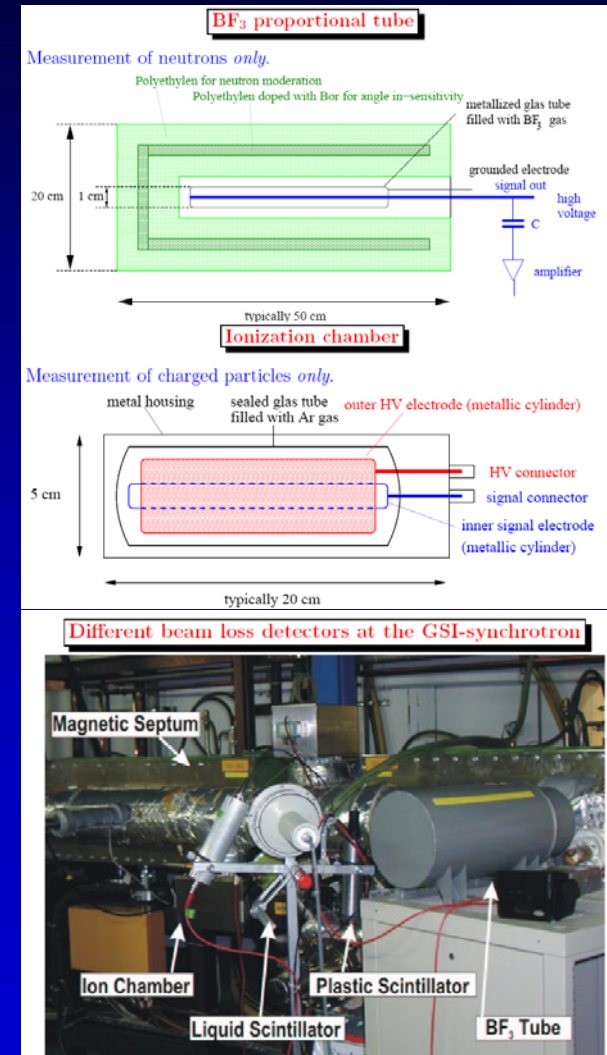 BF₃ proportional tube
Measurement of neutrons only.
Polyethylen for neutron moderation
Polyethylen doped with Bor for angle in−sensitivity
metallized glas tube
filled with BF₃ gas
grounded electrode
signal out
high
voltage
20 cm
1 cm
C
amplifier
typically 50 cm
Ionization chamber
Measurement of charged particles only.
metal housing
sealed glas tube
filled with Ar gas
outer HV electrode (metallic cylinder)
5 cm
HV connector
signal connector
inner signal electrode
(metallic cylinder)
typically 20 cm
Different beam loss detectors at the GSI-synchrotron
Magnetic Septum
Ion Chamber
Plastic Scintillator
Liquid Scintillator
BF₃ Tube